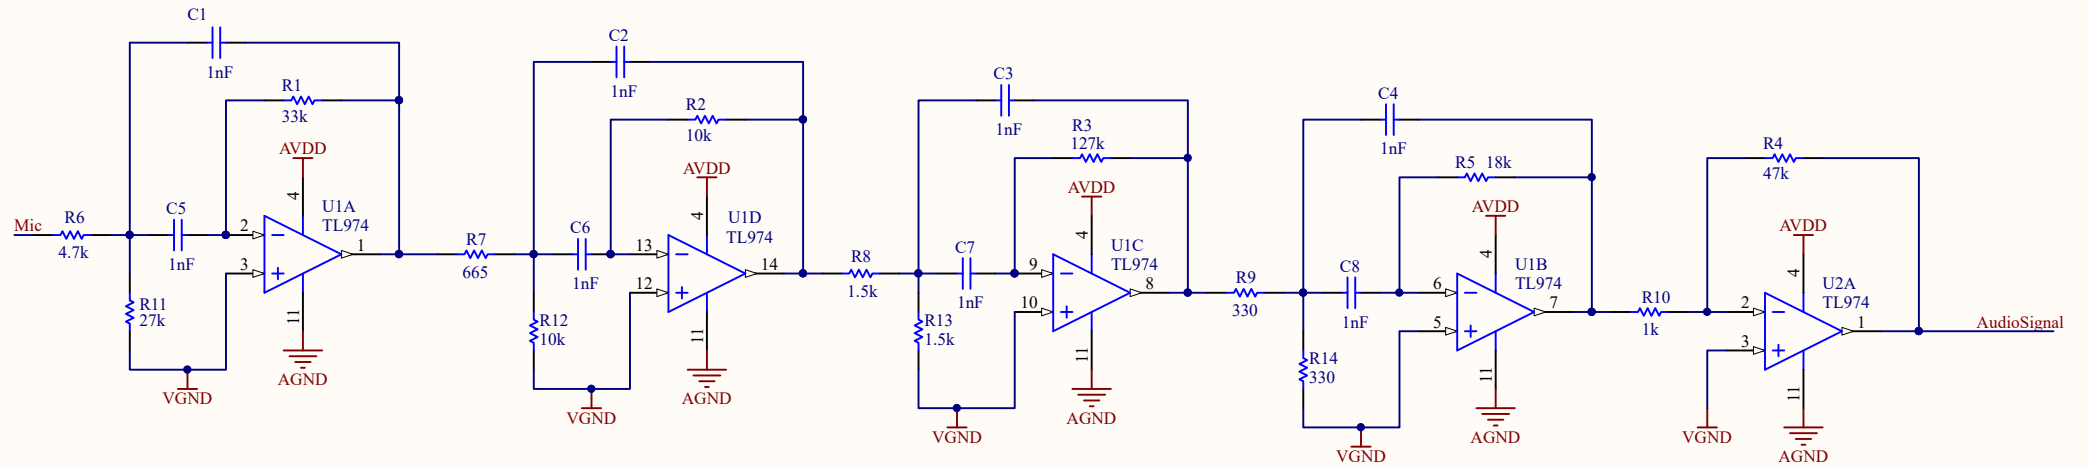 Mic
R6
4.7k
C1
1nF
R1
33k
AVDD
4
C5
1nF
2
3
U1A
TL974
1
11
R11
27k
VGND
AGND
R7
665
C2
1nF
R2
10k
AVDD
4
C6
1nF
13
12
U1D
TL974
14
11
R12
10k
VGND
AGND
R8
1.5k
C3
1nF
R3
127k
AVDD
4
C7
1nF
9
10
U1C
TL974
8
11
R13
1.5k
VGND
AGND
R9
330
C4
1nF
R5 18k
AVDD
4
C8
1nF
6
5
U1B
TL974
7
11
R14
330
VGND
AGND
R10
1k
R4
47k
AVDD
4
2
3
U2A
TL974
1
11
VGND
AGND
AudioSignal